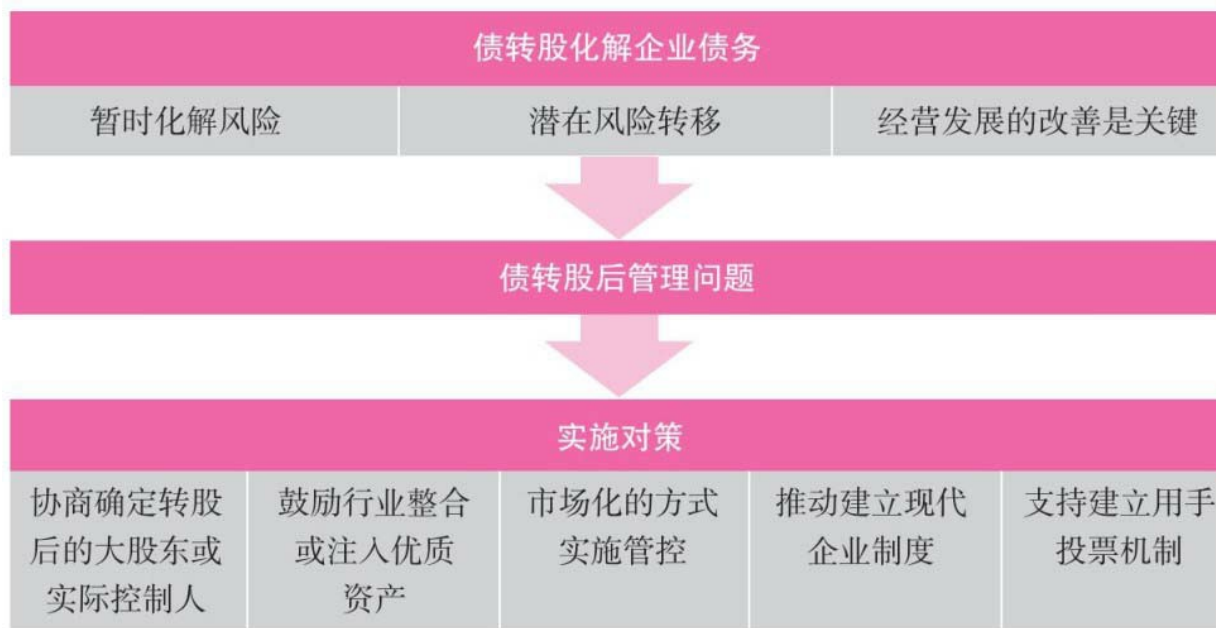 债转股化解企业债务
暂时化解风险
潜在风险转移
经营发展的改善是关键
债转股后管理问题
实施对策
协商确定转股
后的大股东或
实际控制人
鼓励行业整合
或注入优质
资产
市场化的方式
实施管控
推动建立现代
企业制度
支持建立用手
投票机制